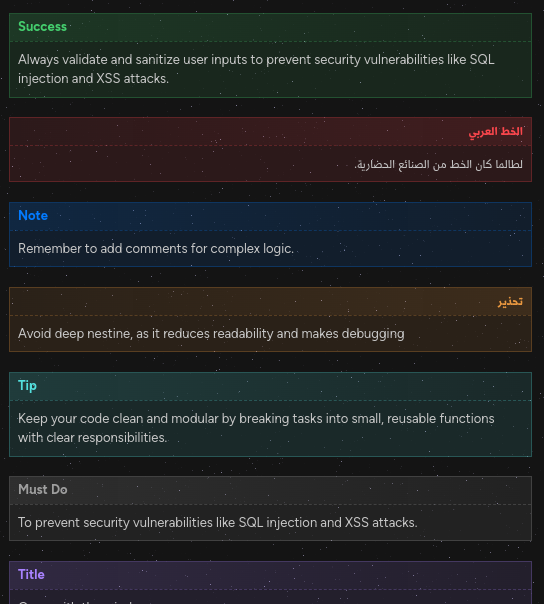 Success
Always validate and sanitize user inputs to prevent security vulnerabilities like SQL
injection and XSS attacks.
الخط العربي
لطالما كان الخط من الصنائع الحضارية.
Note
Remember to add comments for complex logic.
تحذير
Avoid deep nestine, as it reduces readability and makes debugging
Tip
Keep your code clean and modular by breaking tasks into small, reusable functions
with clear responsibilities.
Must Do
To prevent security vulnerabilities like SQL injection and XSS attacks.
Title